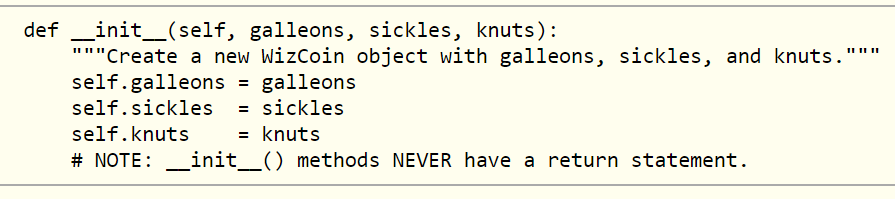 def __init__(self, galleons, sickles, knuts):
    """Create a new WizCoin object with galleons, sickles, and knuts."""
    self.galleons = galleons
    self.sickles  = sickles
    self.knuts    = knuts
    # NOTE: __init__() methods NEVER have a return statement.